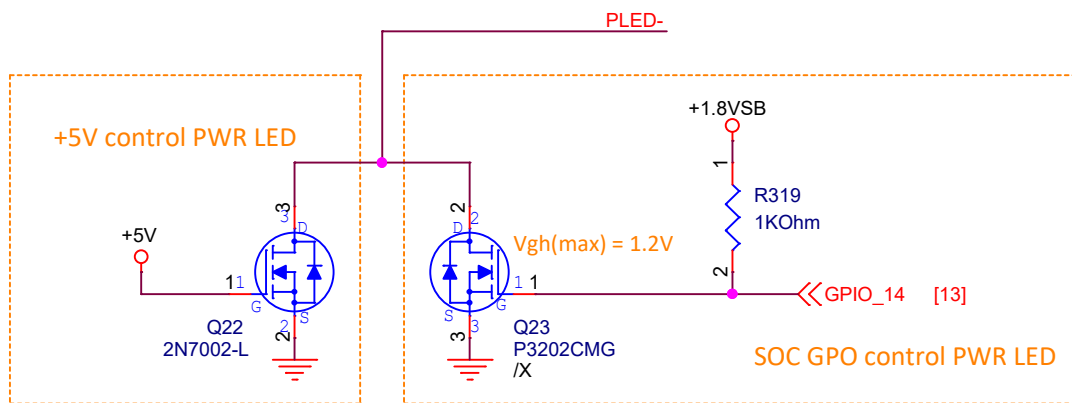 PLED-
+5V control PWR LED
+5V
3
3
D
1
1
G
S
2
2
Q22
2N7002-L
+1.8VSB
1
R319
1KOhm
2
2
2
D
Vgh(max) = 1.2V
1
1
G
S
3
3
Q23
P3202CMG
/X
GPIO_14 [13]
SOC GPO control PWR LED